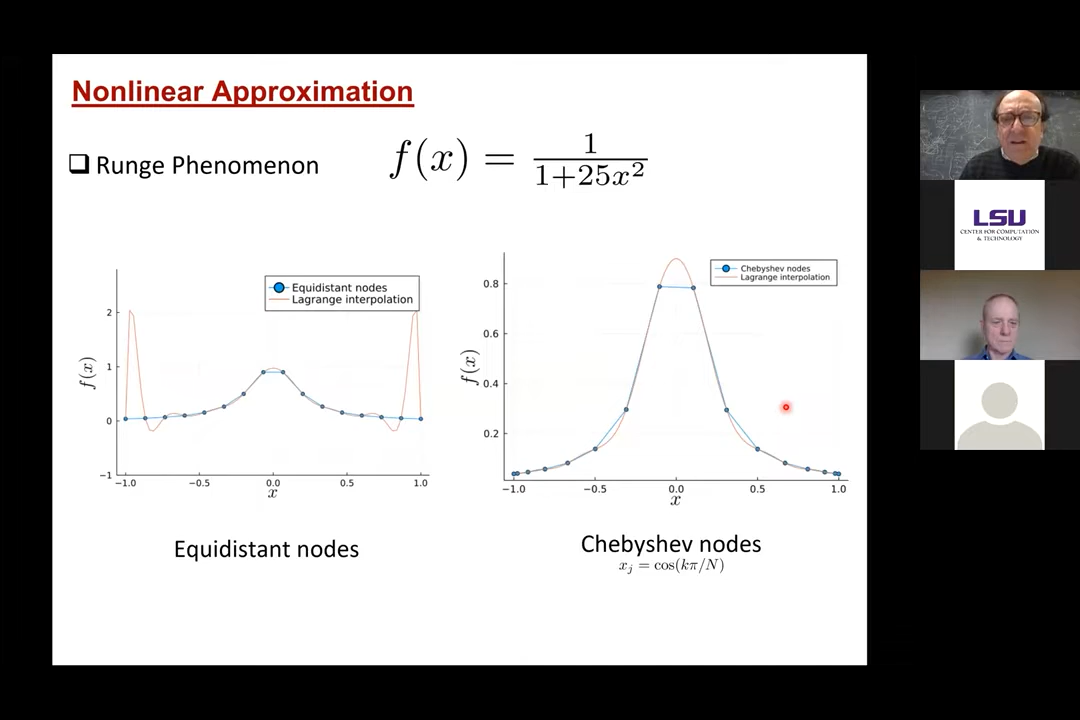 Nonlinear Approximation
❑ Runge Phenomenon
f(x) = 1/(1+25x²)
Equidistant nodes
Lagrange interpolation
2
1
0
−1
f(x)
−1.0 −0.5 0.0 0.5 1.0
x
Equidistant nodes
Chebyshev nodes
Lagrange interpolation
0.8
0.6
0.4
0.2
f(x)
−1.0 −0.5 0.0 0.5 1.0
x
Chebyshev nodes
xⱼ = cos(kπ/N)
LSU
CENTER FOR COMPUTATION
& TECHNOLOGY